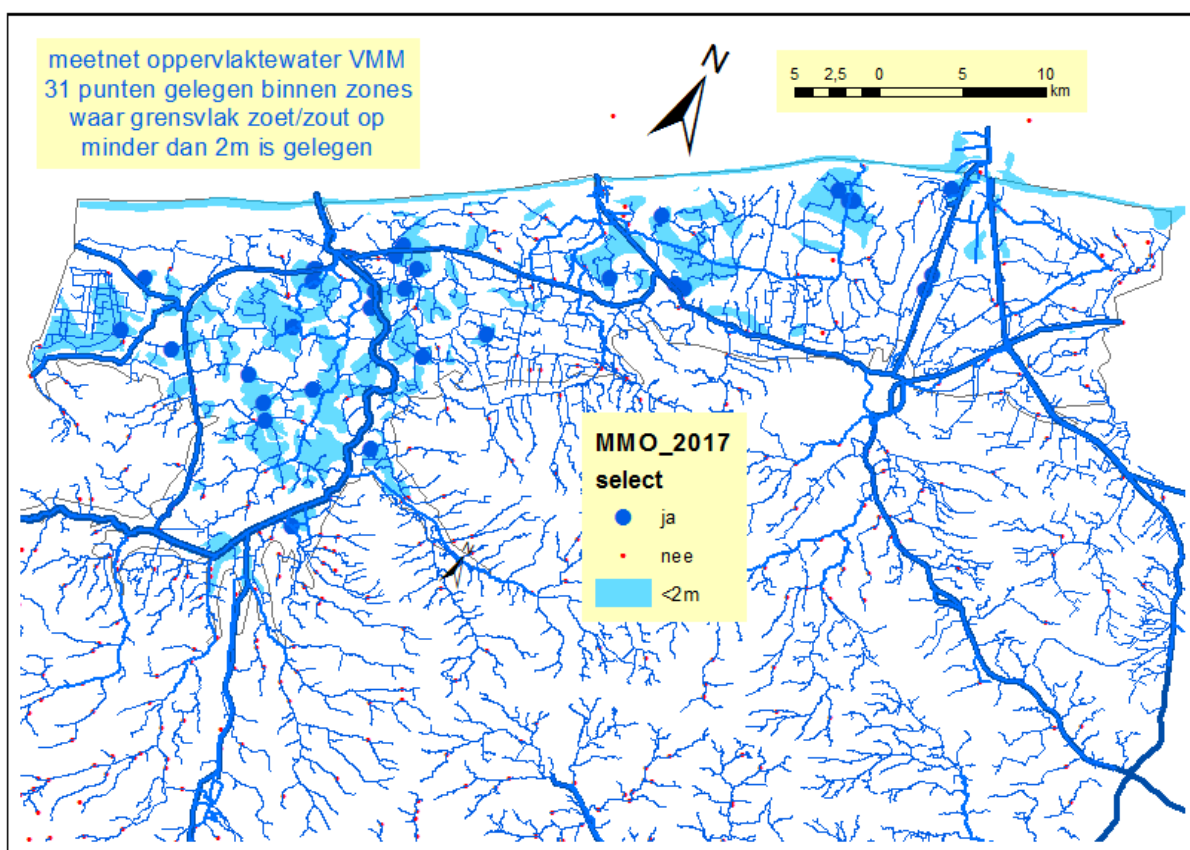 meetnet oppervlaktewater VMM
31 punten gelegen binnen zones
waar grensvlak zoet/zout op
minder dan 2m is gelegen
N
5 2,5 0 5 10
km
MMO_2017
select
ja
nee
<2m
N